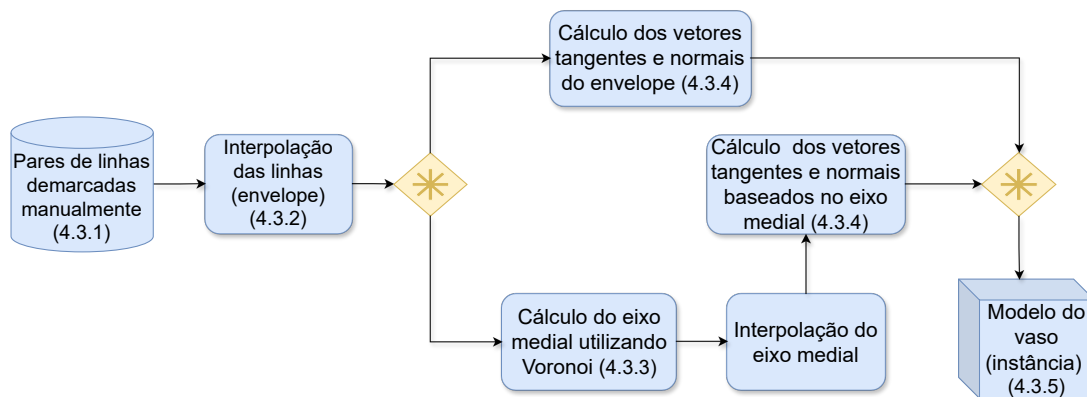 Pares de linhas
demarcadas
manualmente
(4.3.1)
Interpolação
das linhas
(envelope)
(4.3.2)
Cálculo dos vetores
tangentes e normais
do envelope (4.3.4)
Cálculo do eixo
medial utilizando
Voronoi (4.3.3)
Interpolação do
eixo medial
Cálculo dos vetores
tangentes e normais
baseados no eixo
medial (4.3.4)
Modelo do
vaso
(instância)
(4.3.5)